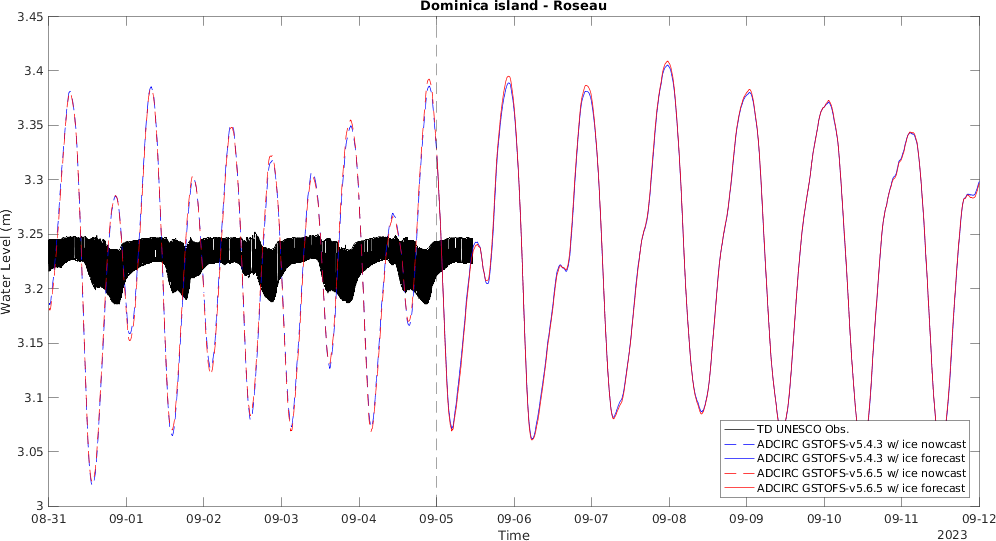 Dominica island - Roseau
3.45
3.4
3.35
3.3
3.25
3.2
3.15
3.1
3.05
3
Water Level (m)
08-31 09-01 09-02 09-03 09-04 09-05 09-06 09-07 09-08 09-09 09-10 09-11 09-12
Time
2023
TD UNESCO Obs.
ADCIRC GSTOFS-v5.4.3 w/ ice nowcast
ADCIRC GSTOFS-v5.4.3 w/ ice forecast
ADCIRC GSTOFS-v5.6.5 w/ ice nowcast
ADCIRC GSTOFS-v5.6.5 w/ ice forecast